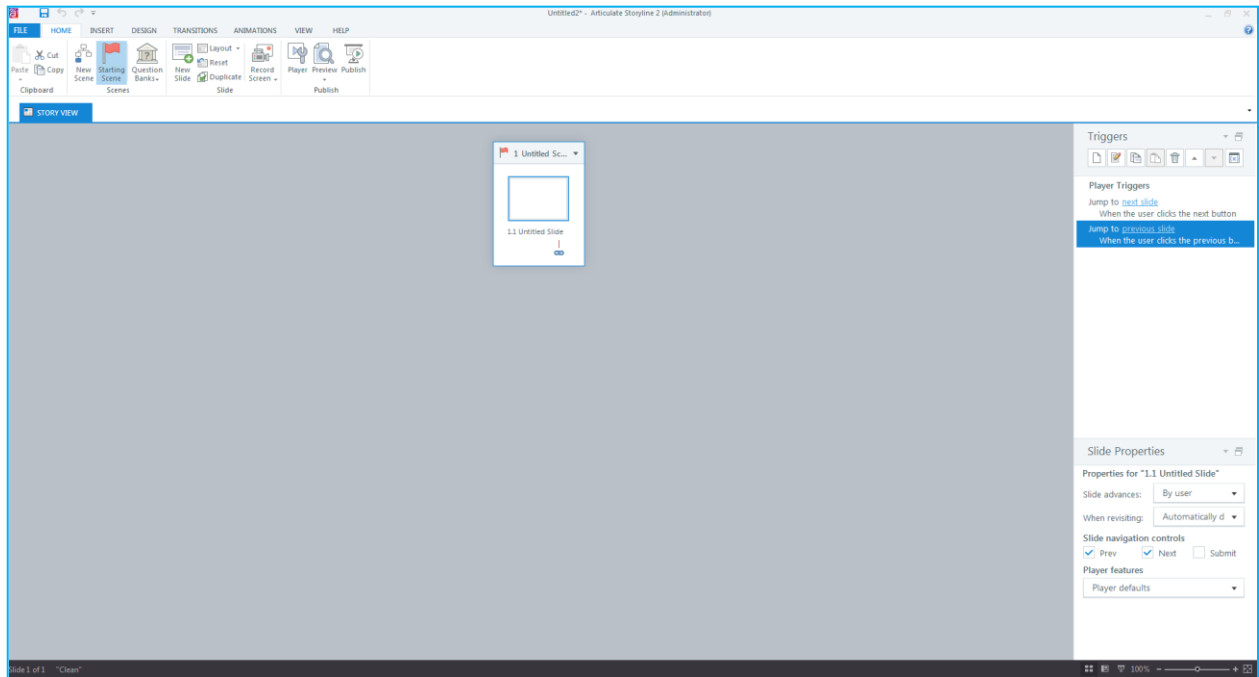 Untitled2* - Articulate Storyline 2 (Administrator)
FILE HOME INSERT DESIGN TRANSITIONS ANIMATIONS VIEW HELP
Paste Cut Copy
Clipboard
New Scene Starting Scene Question Banks
Scenes
New Slide Layout Reset Duplicate Record Screen
Slide
Player Preview Publish
Publish
STORY VIEW
1 Untitled Sc...
1.1 Untitled Slide
Triggers
Player Triggers
Jump to next slide
When the user clicks the next button
Jump to previous slide
When the user clicks the previous b...
Slide Properties
Properties for "1.1 Untitled Slide"
Slide advances: By user
When revisiting: Automatically d
Slide navigation controls
Prev Next Submit
Player features
Player defaults
Slide 1 of 1 "Clean" 100%